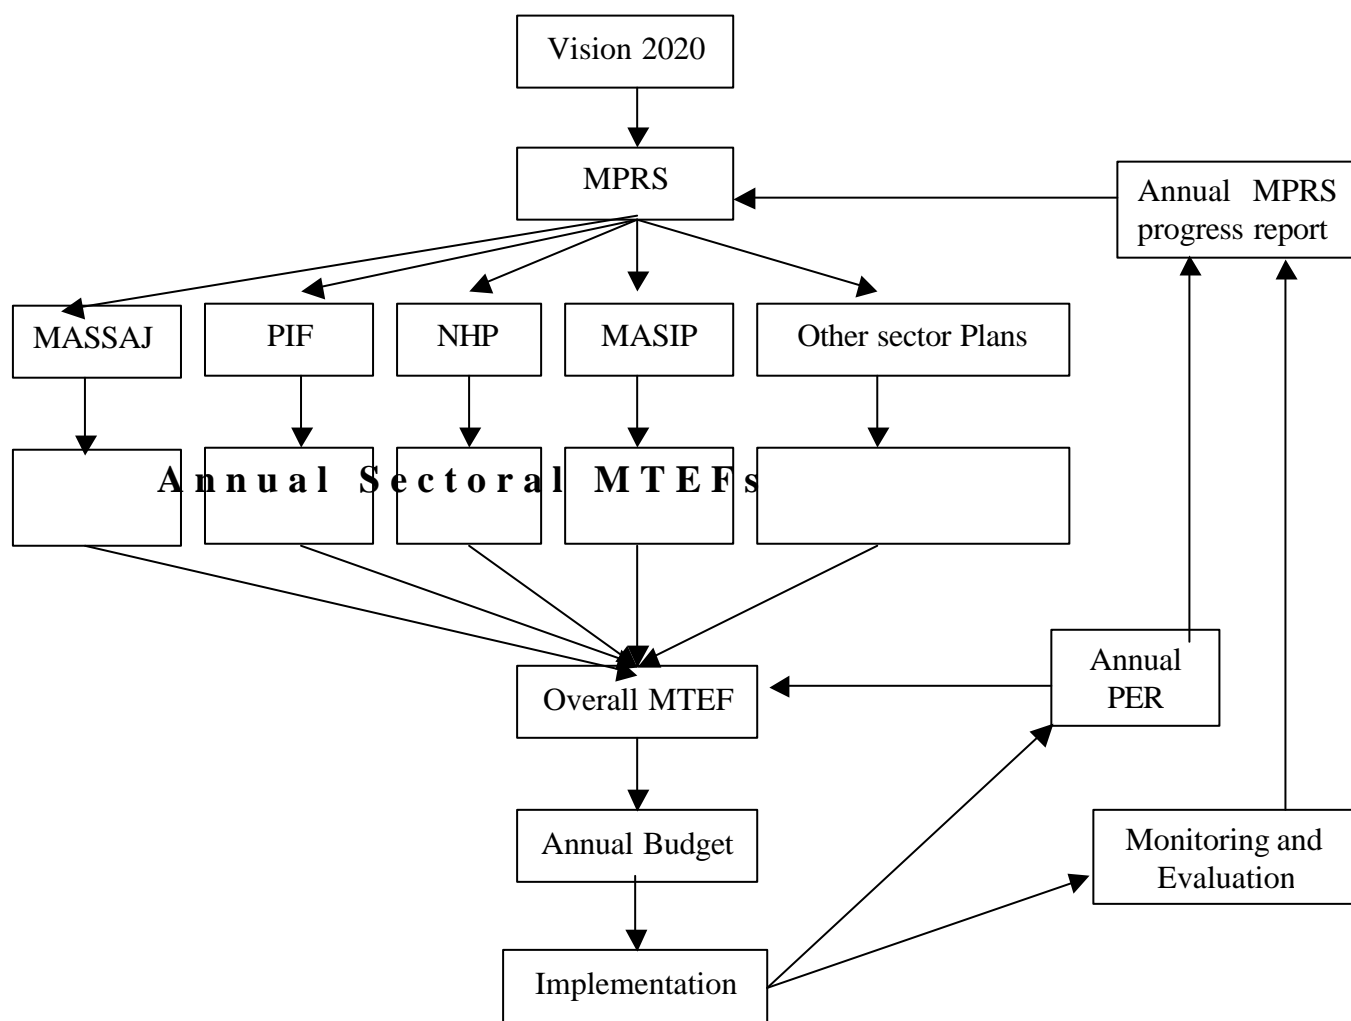 Vision 2020
MPRS
Annual MPRS
progress report
MASSAJ
PIF
NHP
MASIP
Other sector Plans
Annual Sectoral MTEFs
Overall MTEF
Annual
PER
Annual Budget
Monitoring and
Evaluation
Implementation